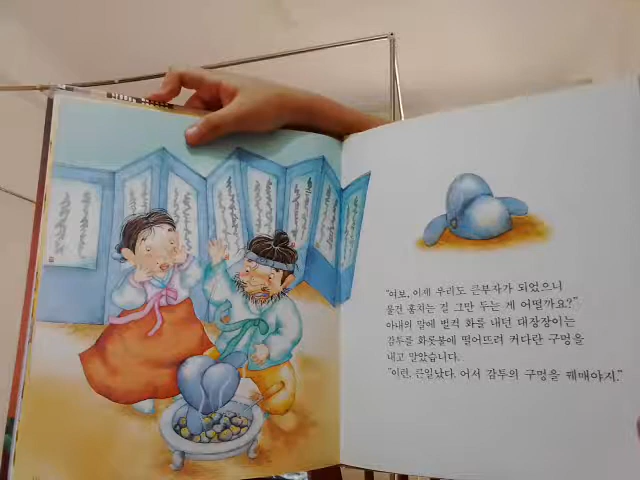 "여보, 이제 우리도 큰부자가 되었으니
물건 훔치는 걸 그만 두는 게 어떨까요?"
아내의 말에 벌컥 화를 내던 대장장이는
감투를 화롯불에 떨어뜨려 커다란 구멍을
내고 말았습니다.
"이런, 큰일났다. 어서 감투의 구멍을 꿰매야지."